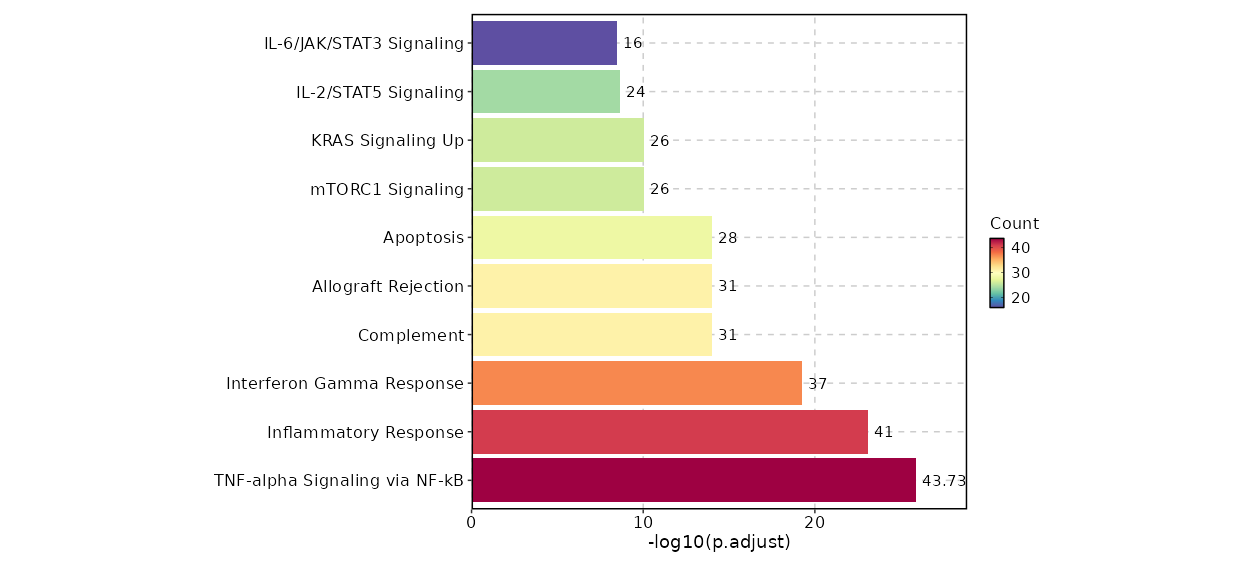 IL-6/JAK/STAT3 Signaling 16
IL-2/STAT5 Signaling 24
KRAS Signaling Up 26
mTORC1 Signaling 26
Apoptosis 28
Allograft Rejection 31
Complement 31
Interferon Gamma Response 37
Inflammatory Response 41
TNF-alpha Signaling via NF-kB 43.73
0 10 20
-log10(p.adjust)
Count
40
30
20